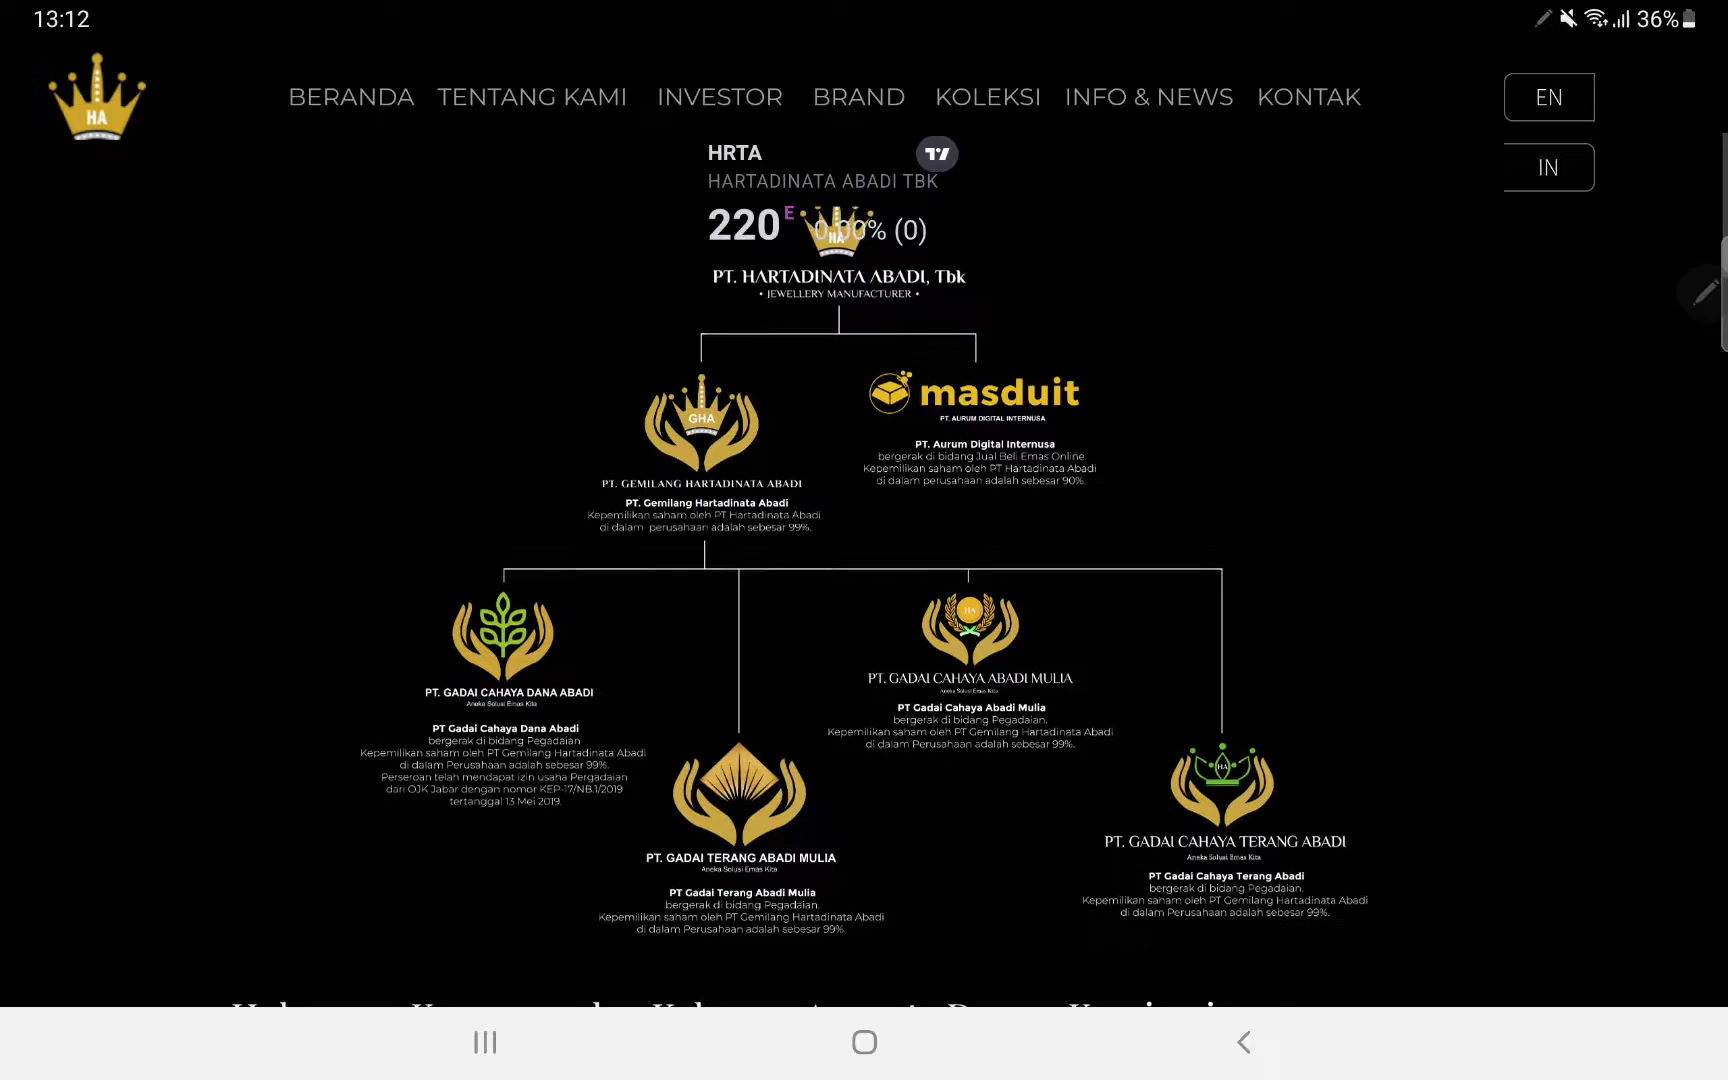 13:12
36%
HA
BERANDA TENTANG KAMI INVESTOR BRAND KOLEKSI INFO & NEWS KONTAK
EN
IN
HRTA
HARTADINATA ABADI TBK
220 E 0.00% (0)
HA
PT. HARTADINATA ABADI, Tbk
• JEWELLERY MANUFACTURER •
GHA
PT. GEMILANG HARTADINATA ABADI
PT. Gemilang Hartadinata Abadi
Kepemilikan saham oleh PT Hartadinata Abadi
di dalam perusahaan adalah sebesar 99%.
masduit
PT. AURUM DIGITAL INTERNUSA
PT. Aurum Digital Internusa
bergerak di bidang Jual Beli Emas Online.
Kepemilikan saham oleh PT Hartadinata Abadi
di dalam perusahaan adalah sebesar 90%.
PT. GADAI CAHAYA DANA ABADI
Aneka Solusi Emas Kita
PT Gadai Cahaya Dana Abadi
bergerak di bidang Pegadaian
Kepemilikan saham oleh PT Gemilang Hartadinata Abadi
di dalam Perusahaan adalah sebesar 99%.
Perseroan telah mendapat izin usaha Pergadaian
dari OJK Jabar dengan nomor KEP-17/NB.1/2019
tertanggal 13 Mei 2019.
PT. GADAI TERANG ABADI MULIA
Aneka Solusi Emas Kita
PT Gadai Terang Abadi Mulia
bergerak di bidang Pegadaian.
Kepemilikan saham oleh PT Gemilang Hartadinata Abadi
di dalam Perusahaan adalah sebesar 99%.
HA
PT. GADAI CAHAYA ABADI MULIA
Aneka Solusi Emas Kita
PT Gadai Cahaya Abadi Mulia
bergerak di bidang Pegadaian.
Kepemilikan saham oleh PT Gemilang Hartadinata Abadi
di dalam Perusahaan adalah sebesar 99%.
HA
PT. GADAI CAHAYA TERANG ABADI
Aneka Solusi Emas Kita
PT Gadai Cahaya Terang Abadi
bergerak di bidang Pegadaian.
Kepemilikan saham oleh PT Gemilang Hartadinata Abadi
di dalam Perusahaan adalah sebesar 99%.